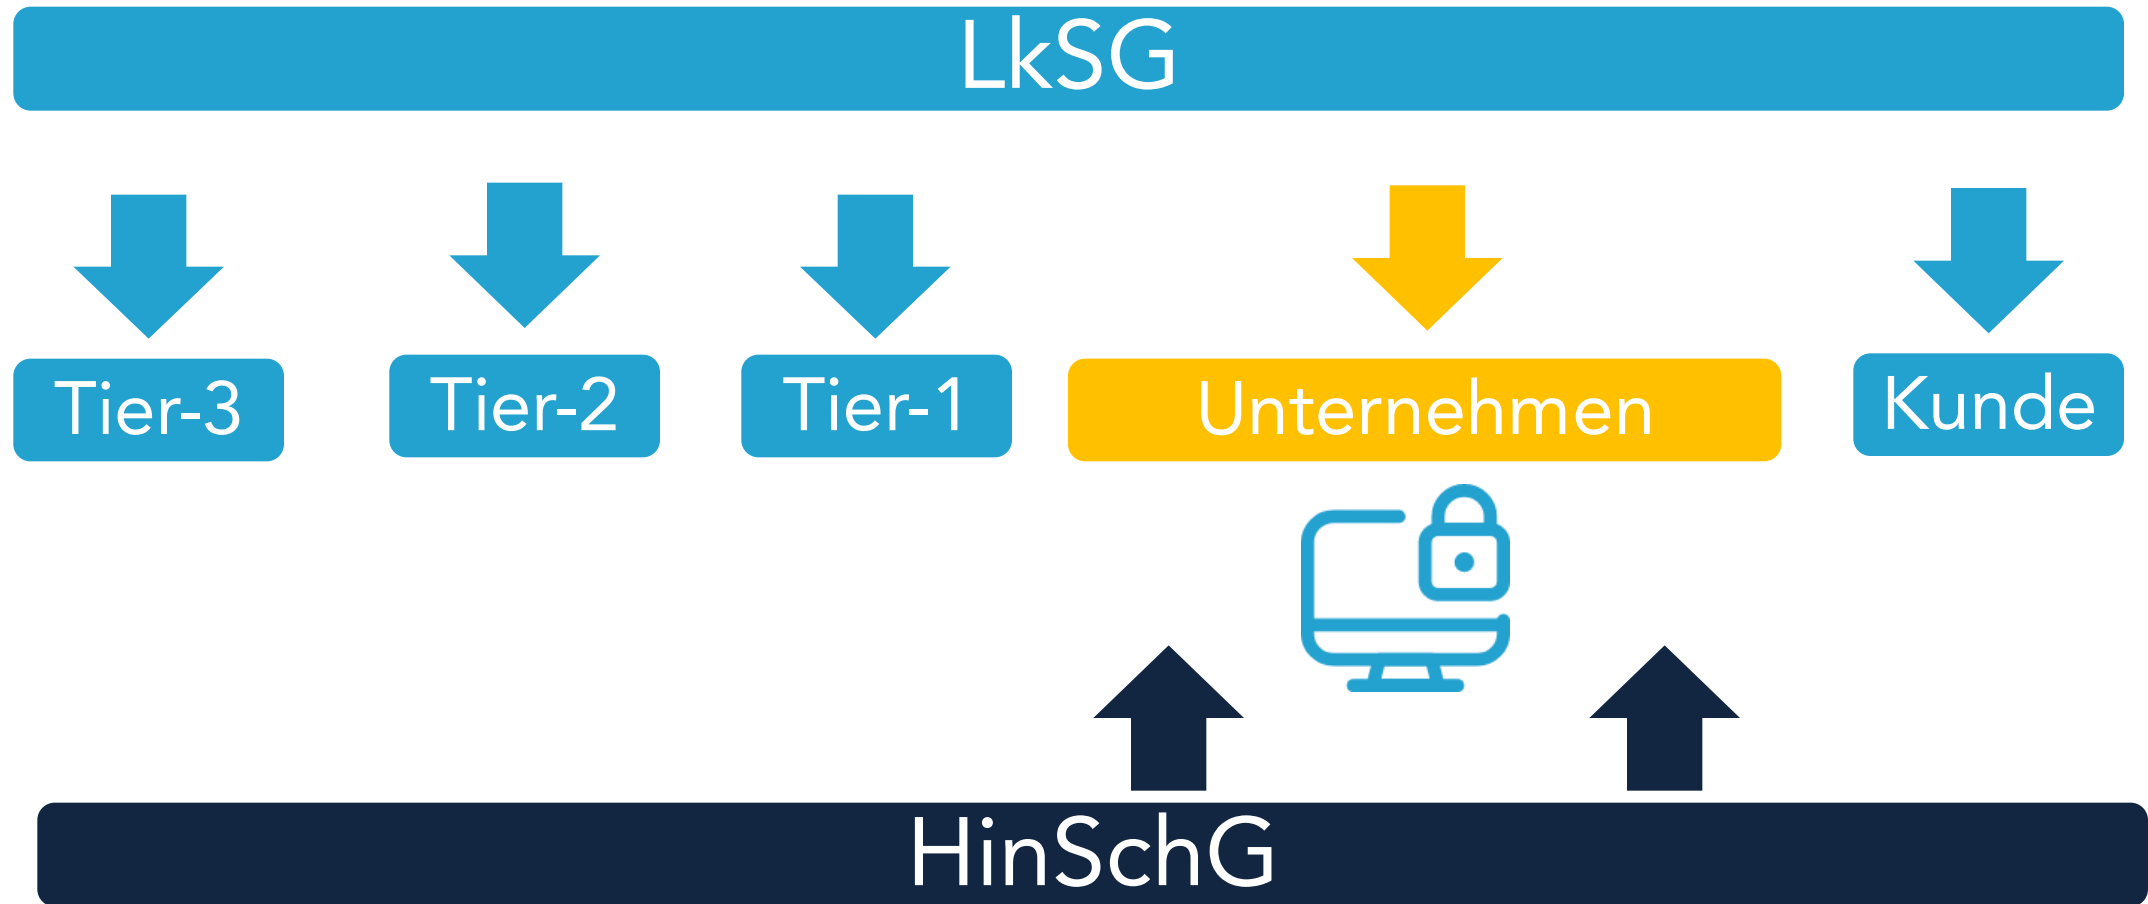 LkSG
Tier-3
Tier-2
Tier-1
Unternehmen
Kunde
HinSchG